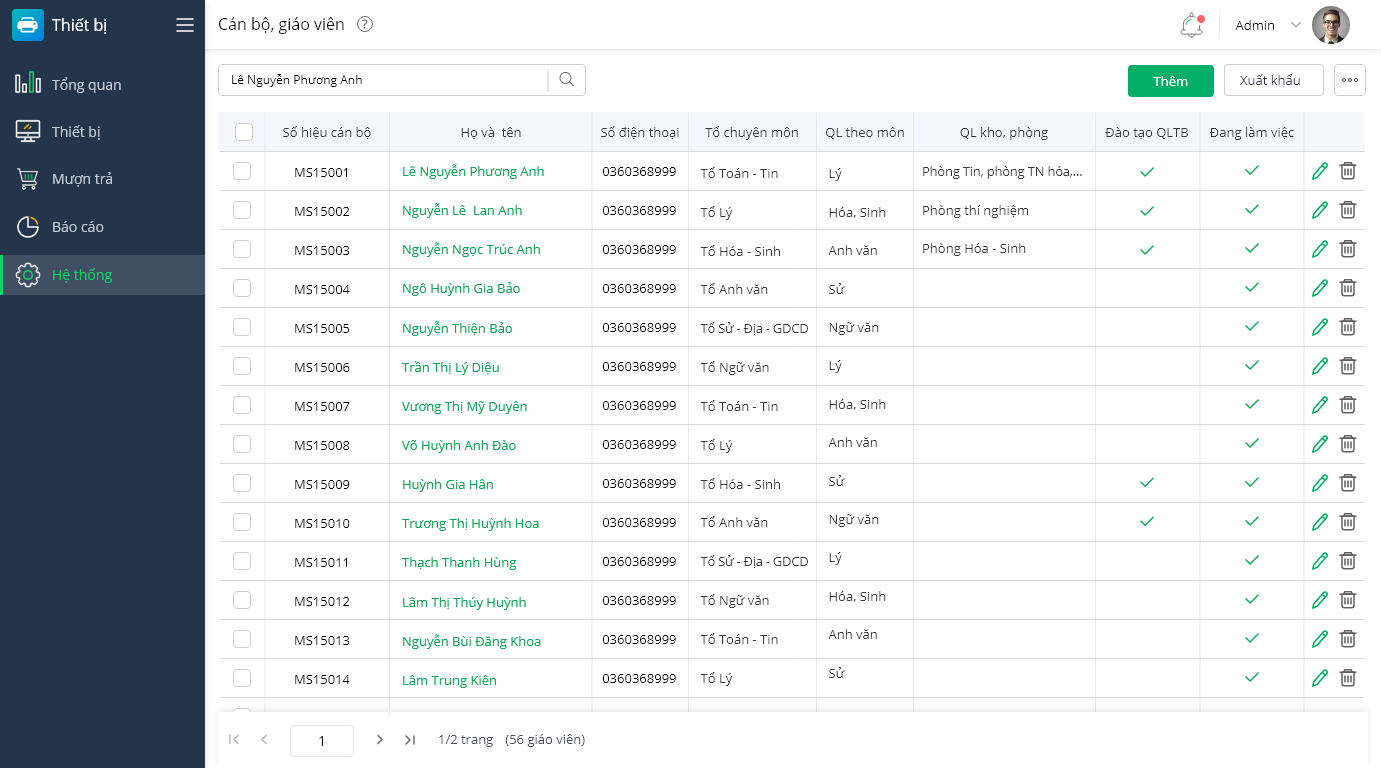 Thiết bị
Cán bộ, giáo viên ?
Admin
Tổng quan
Thiết bị
Mượn trả
Báo cáo
Hệ thống
Lê Nguyễn Phương Anh
Thêm
Xuất khẩu
Số hiệu cán bộ Họ và tên Số điện thoại Tổ chuyên môn QL theo môn QL kho, phòng Đào tạo QLTB Đang làm việc
MS15001 Lê Nguyễn Phương Anh 0360368999 Tổ Toán - Tin Lý Phòng Tin, phòng TN hóa,...
MS15002 Nguyễn Lê Lan Anh 0360368999 Tổ Lý Hóa, Sinh Phòng thí nghiệm
MS15003 Nguyễn Ngọc Trúc Anh 0360368999 Tổ Hóa - Sinh Anh văn Phòng Hóa - Sinh
MS15004 Ngô Huỳnh Gia Bảo 0360368999 Tổ Anh văn Sử
MS15005 Nguyễn Thiện Bảo 0360368999 Tổ Sử - Địa - GDCD Ngữ văn
MS15006 Trần Thị Lý Diệu 0360368999 Tổ Ngữ văn Lý
MS15007 Vương Thị Mỹ Duyên 0360368999 Tổ Toán - Tin Hóa, Sinh
MS15008 Võ Huỳnh Anh Đào 0360368999 Tổ Lý Anh văn
MS15009 Huỳnh Gia Hân 0360368999 Tổ Hóa - Sinh Sử
MS15010 Trương Thị Huỳnh Hoa 0360368999 Tổ Anh văn Ngữ văn
MS15011 Thạch Thanh Hùng 0360368999 Tổ Sử - Địa - GDCD Lý
MS15012 Lâm Thị Thúy Huỳnh 0360368999 Tổ Ngữ văn Hóa, Sinh
MS15013 Nguyễn Bùi Đăng Khoa 0360368999 Tổ Toán - Tin Anh văn
MS15014 Lâm Trung Kiên 0360368999 Tổ Lý Sử
1 1/2 trang (56 giáo viên)